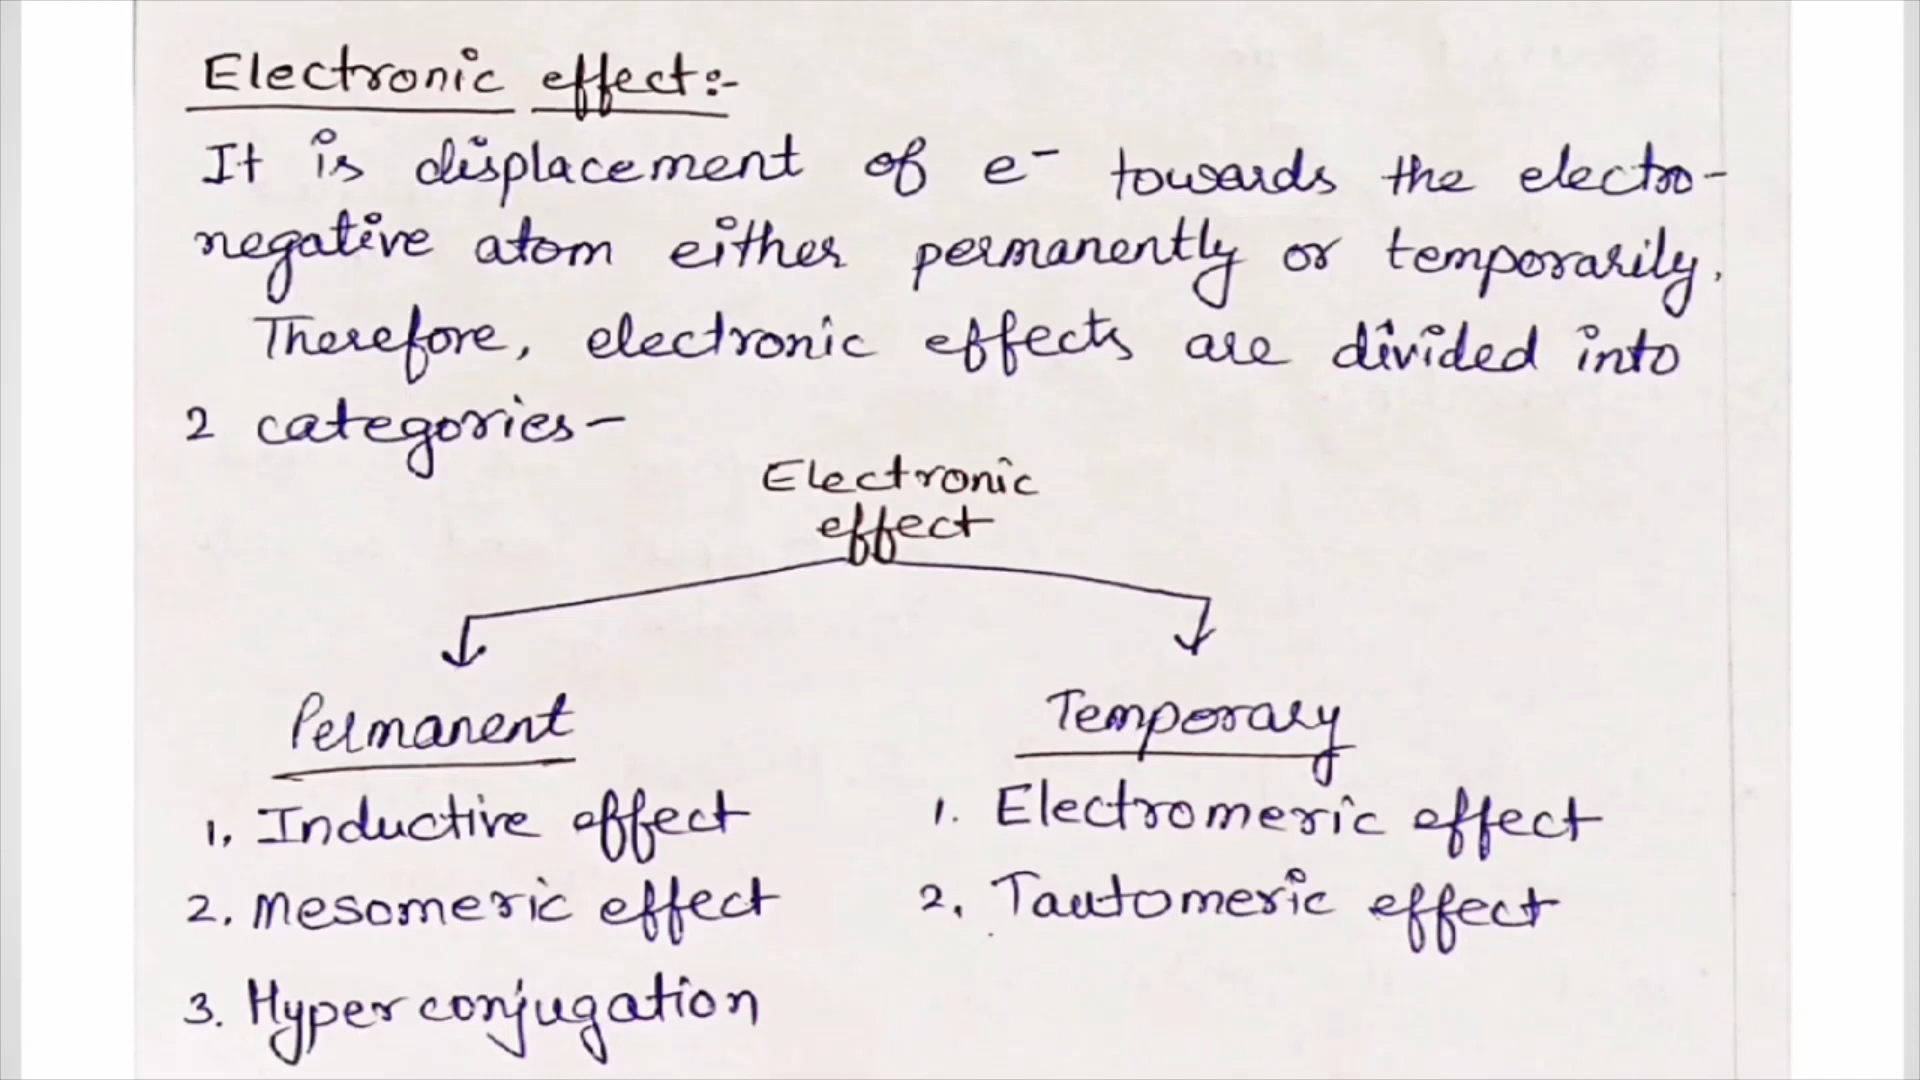 Electronic effect:-
It is displacement of e⁻ towards the electro-
negative atom either permanently or temporarily.
Therefore, electronic effects are divided into
2 categories-
Electronic
effect
Permanent
Temporary
1. Inductive effect
1. Electromeric effect
2. Mesomeric effect
2. Tautomeric effect
3. Hyper conjugation